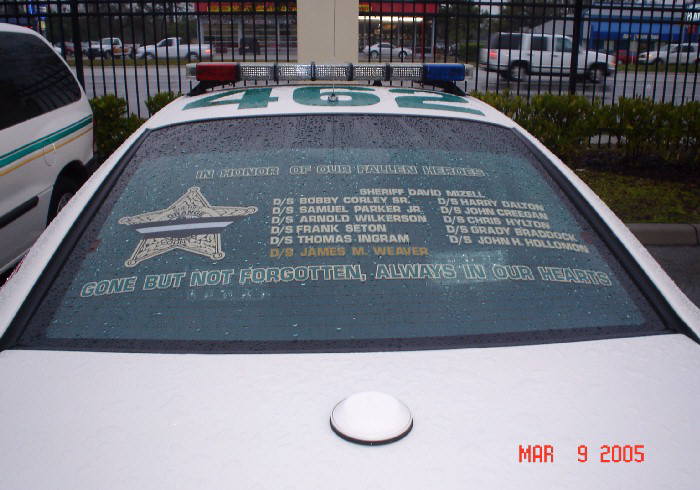 462
IN HONOR OF OUR FALLEN HEROES
SHERIFF DAVID MIZELL
D/S BOBBY CORLEY SR. D/S HARRY DALTON
D/S SAMUEL PARKER JR. D/S JOHN CREEGAN
D/S ARNOLD WILKERSON D/S CHRIS HYLTON
D/S FRANK SETON D/S GRADY BRADDOCK
D/S THOMAS INGRAM D/S JOHN H. HOLLOMON
D/S JAMES M. WEAVER
GONE BUT NOT FORGOTTEN, ALWAYS IN OUR HEARTS
MAR 9 2005